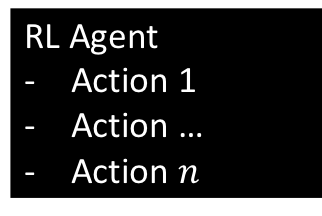 RL Agent
- Action 1
- Action ...
- Action n